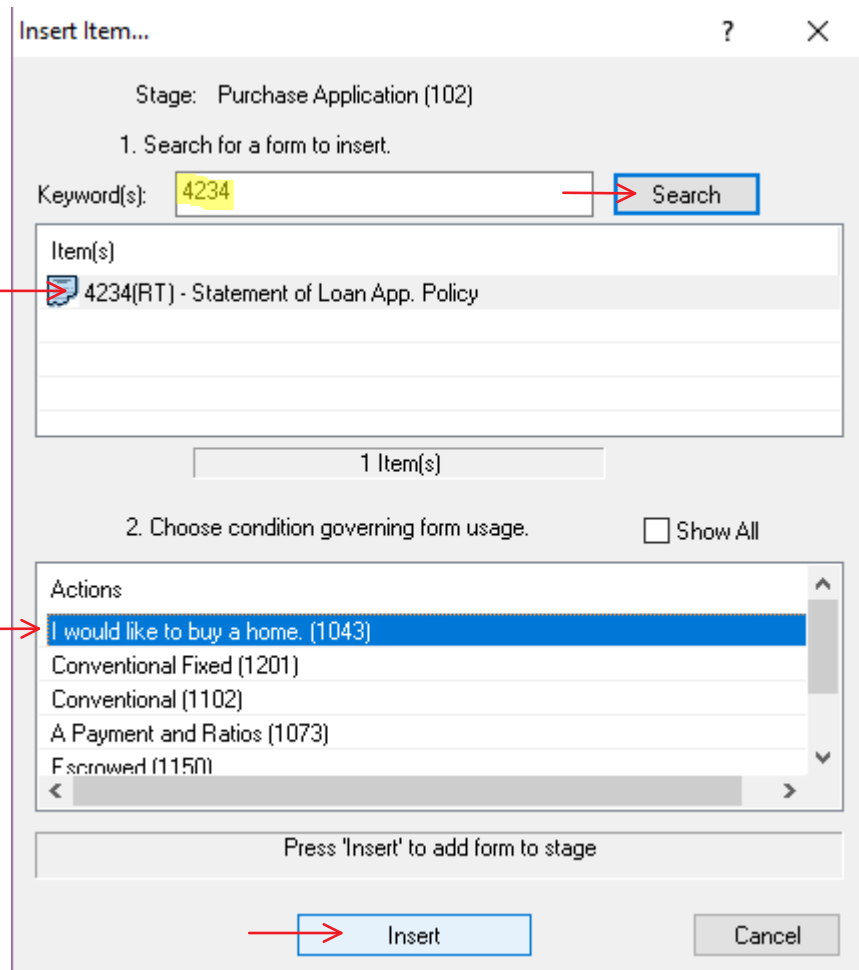 Insert Item...
?
Stage: Purchase Application (102)
1. Search for a form to insert.
Keyword(s): 4234 Search
Item(s)
4234(RT) - Statement of Loan App. Policy
1 Item(s)
2. Choose condition governing form usage. Show All
Actions
I would like to buy a home. (1043)
Conventional Fixed (1201)
Conventional (1102)
A Payment and Ratios (1073)
Escrowed (1150)
Press 'Insert' to add form to stage
Insert Cancel